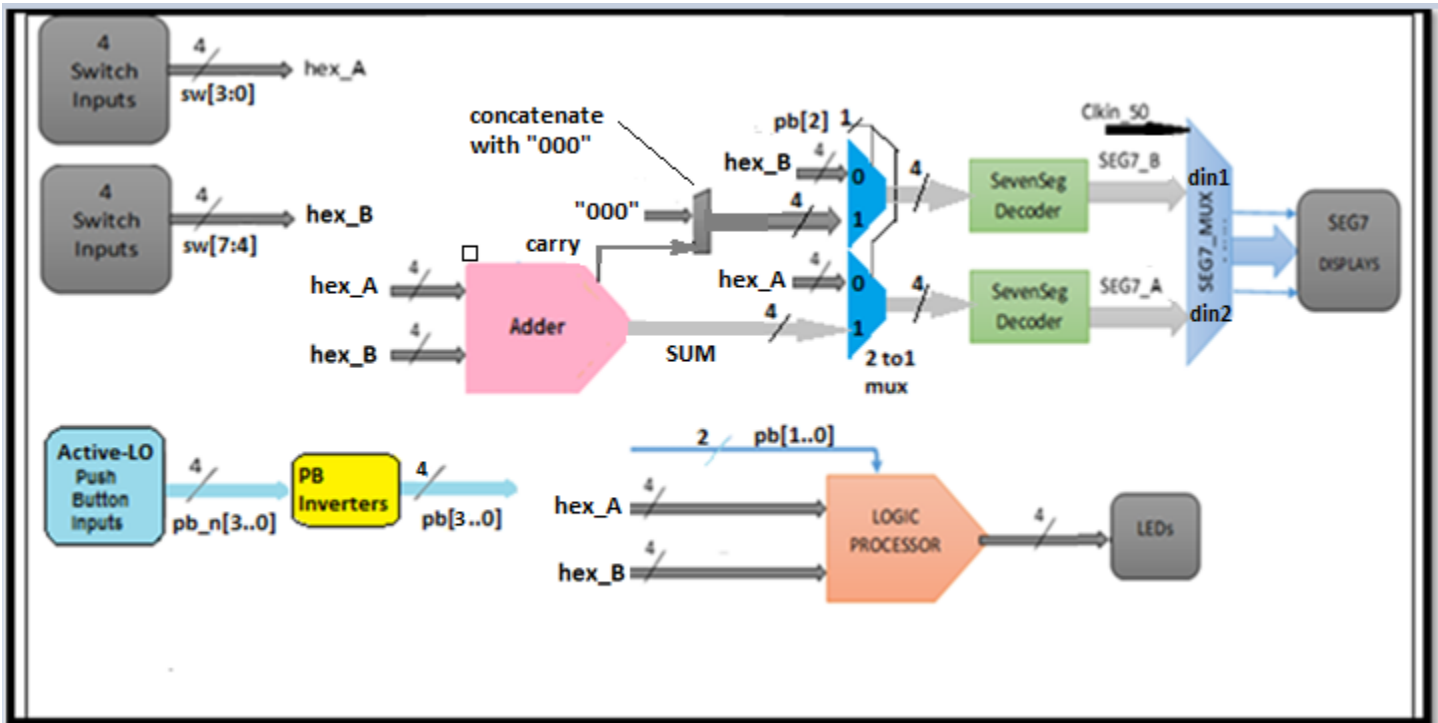 4
Switch
Inputs
4
sw[3:0]
hex_A
4
Switch
Inputs
4
sw[7:4]
hex_B
concatenate
with "000"
"000"
carry
hex_A
4
hex_B
4
Adder
4
SUM
pb[2] 1
hex_B
4
0
4
1
hex_A
4
0
1
2 to1
mux
4
4
SevenSeg
Decoder
SevenSeg
Decoder
Clkin_50
SEG7_B
SEG7_A
din1
SEG7_MUX
din2
SEG7
DISPLAYS
Active-LO
Push
Button
Inputs
4
pb_n[3..0]
PB
Inverters
4
pb[3..0]
2
pb[1..0]
hex_A
4
hex_B
4
LOGIC
PROCESSOR
4
LEDs